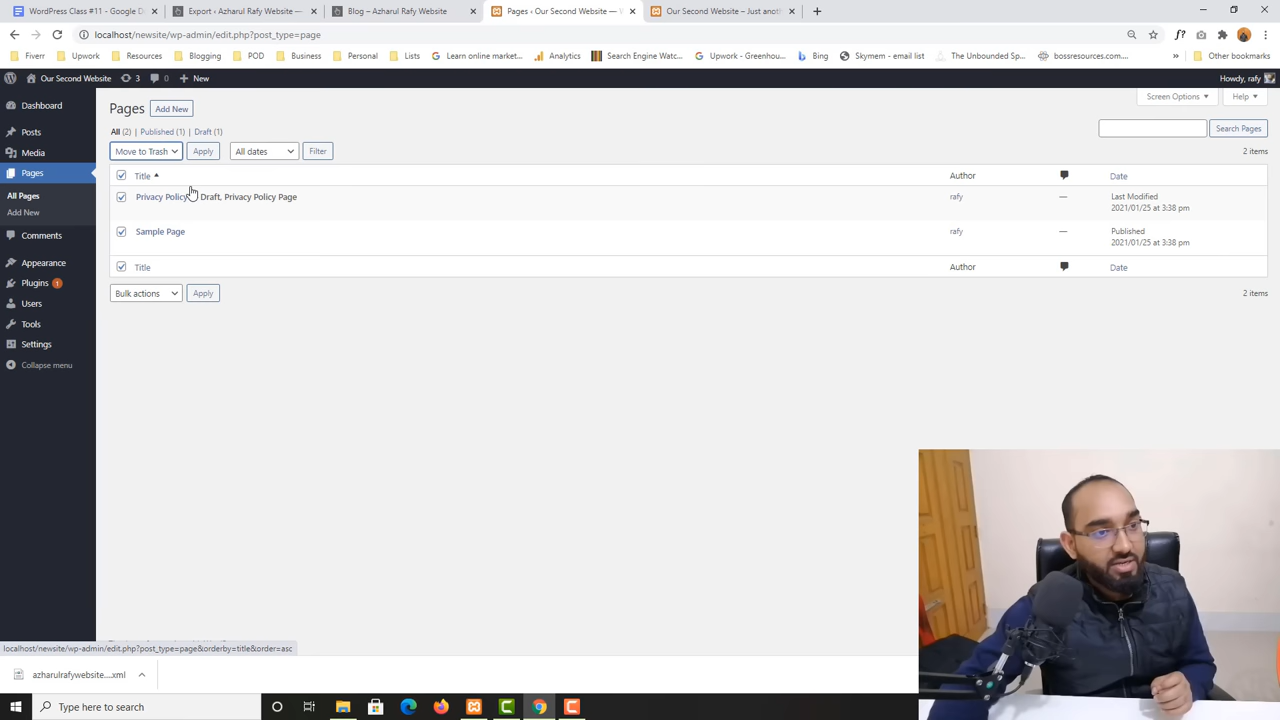 WordPress Class #11 - Google D
Export ‹ Azharul Rafy Website —
Blog – Azharul Rafy Website
Pages ‹ Our Second Website — W
Our Second Website – Just anoth
localhost/newsite/wp-admin/edit.php?post_type=page
Fiverr
Upwork
Blogging
POD
Business
Personal
Lists
Learn online market...
Analytics
Search Engine Watc...
Upwork - Greenhou...
Bing
Skymem - email list
The Unbounded Sp...
bossresources.com...
»
Other bookmarks
Our Second Website
3
0
+ New
Howdy, rafy
Dashboard
Posts
Media
Pages
All Pages
Add New
Comments
Appearance
Plugins 1
Users
Tools
Settings
Collapse menu
Pages
Add New
Screen Options
Help
All (2) | Published (1) | Draft (1)
Search Pages
Move to Trash
Apply
All dates
Filter
2 items
Title
Author
Date
Privacy Policy
Draft, Privacy Policy Page
rafy
—
Last Modified
2021/01/25 at 3:38 pm
Sample Page
rafy
—
Published
2021/01/25 at 3:38 pm
Title
Author
Date
Bulk actions
Apply
2 items
localhost/newsite/wp-admin/edit.php?post_type=page&orderby=title&order=asc
azharulrafywebsite....xml
Type here to search